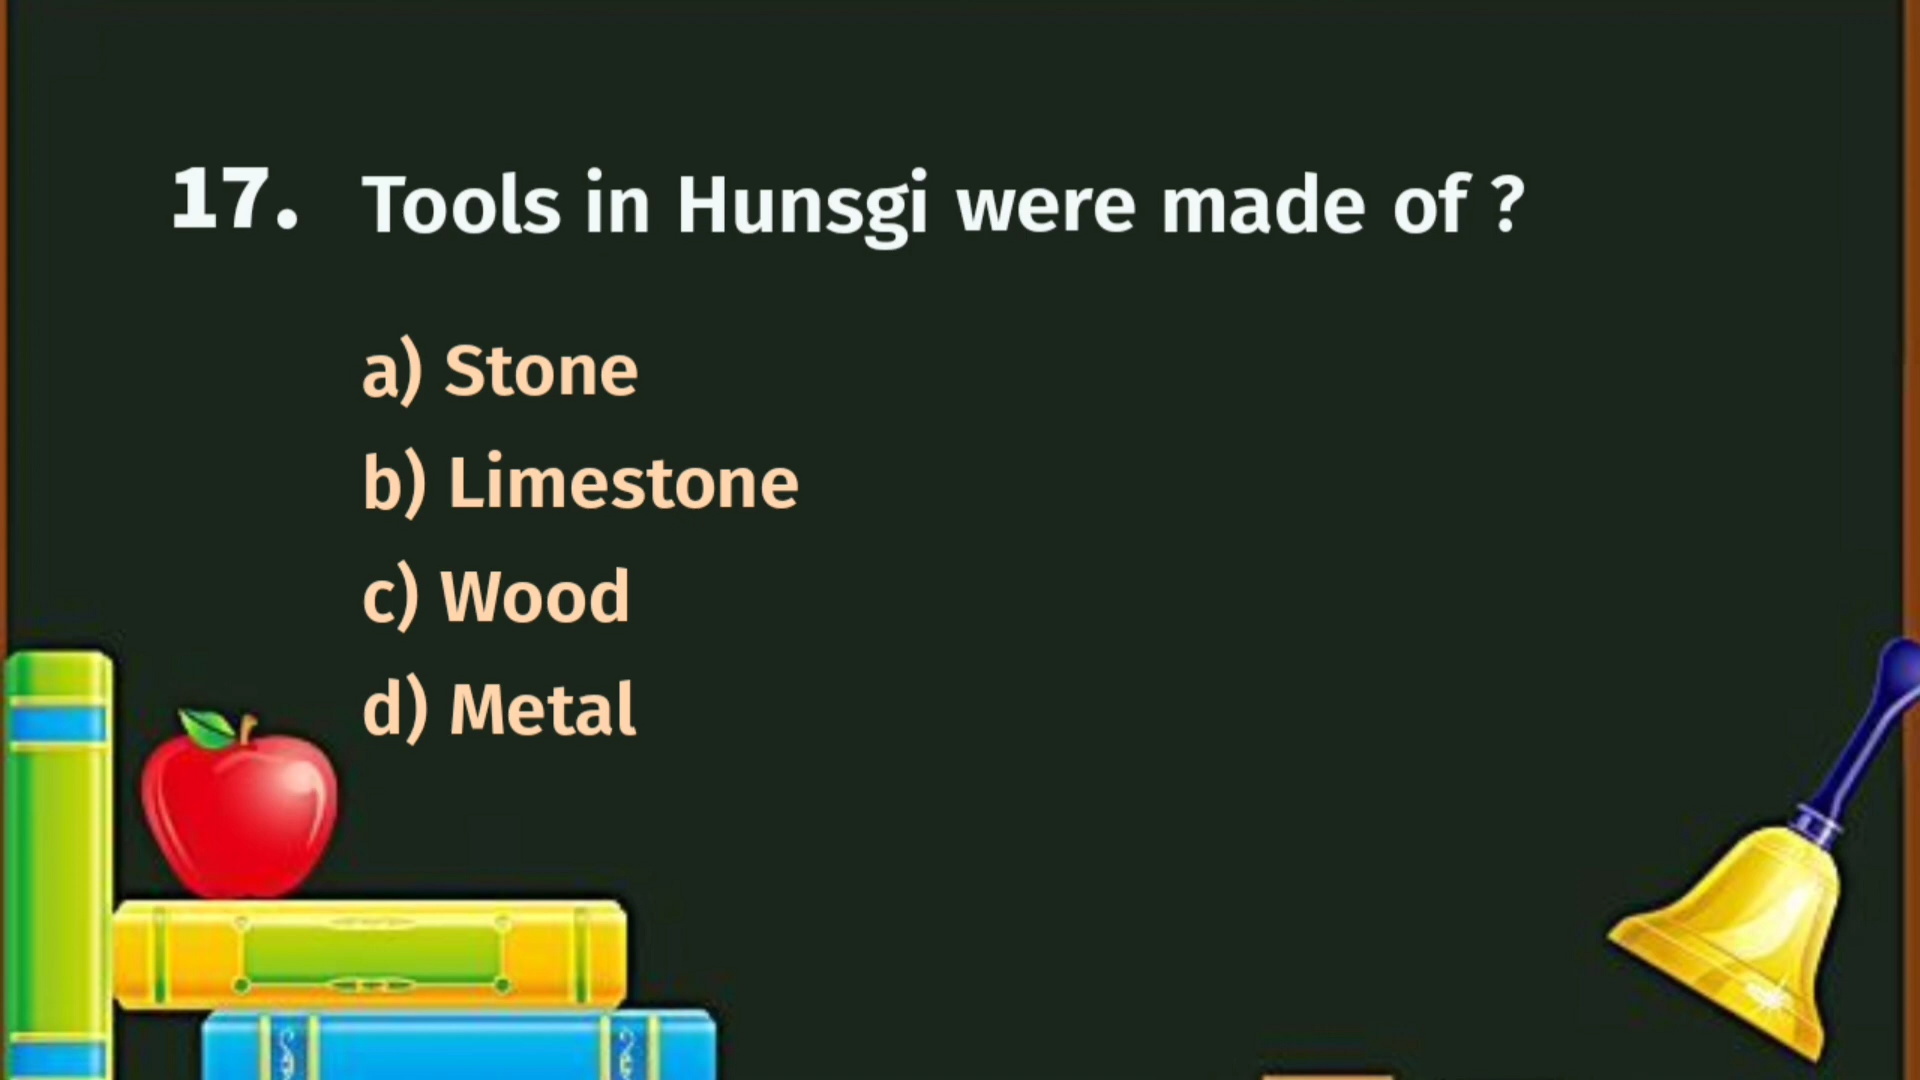 17. Tools in Hunsgi were made of ?
a) Stone
b) Limestone
c) Wood
d) Metal